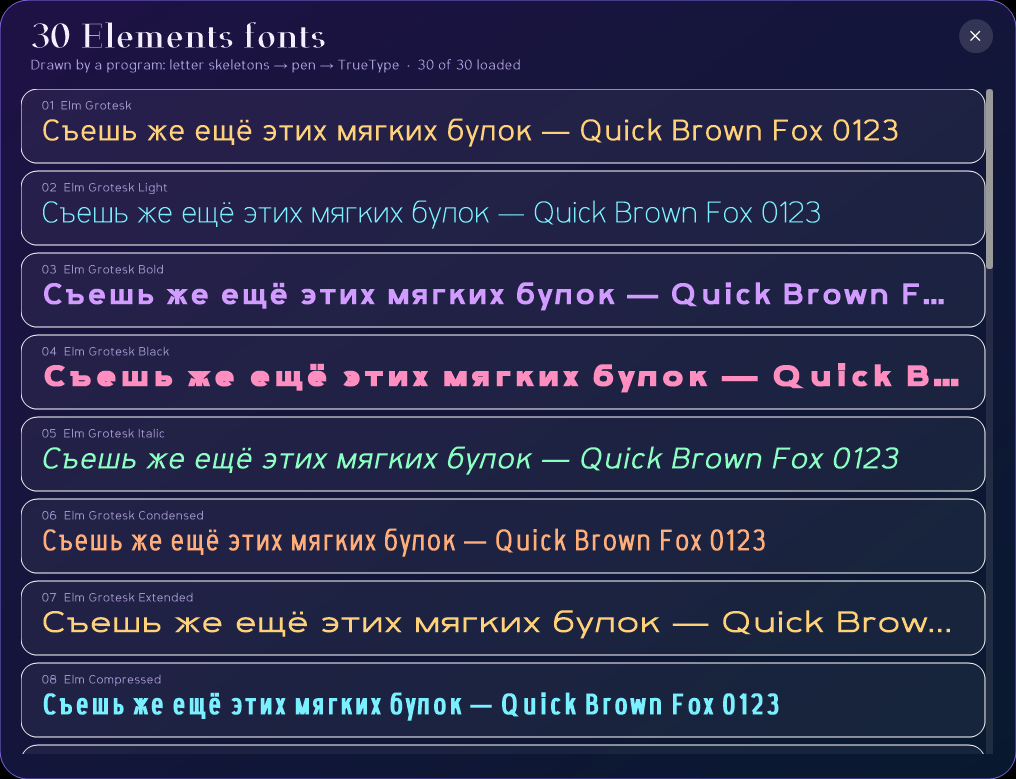 30 Elements fonts
Drawn by a program: letter skeletons → pen → TrueType · 30 of 30 loaded
01 Elm Grotesk
Съешь же ещё этих мягких булок — Quick Brown Fox 0123
02 Elm Grotesk Light
Съешь же ещё этих мягких булок — Quick Brown Fox 0123
03 Elm Grotesk Bold
Съешь же ещё этих мягких булок — Quick Brown F...
04 Elm Grotesk Black
Съешь же ещё этих мягких булок — Quick B...
05 Elm Grotesk Italic
Съешь же ещё этих мягких булок — Quick Brown Fox 0123
06 Elm Grotesk Condensed
Съешь же ещё этих мягких булок — Quick Brown Fox 0123
07 Elm Grotesk Extended
Съешь же ещё этих мягких булок — Quick Brow...
08 Elm Compressed
Съешь же ещё этих мягких булок — Quick Brown Fox 0123